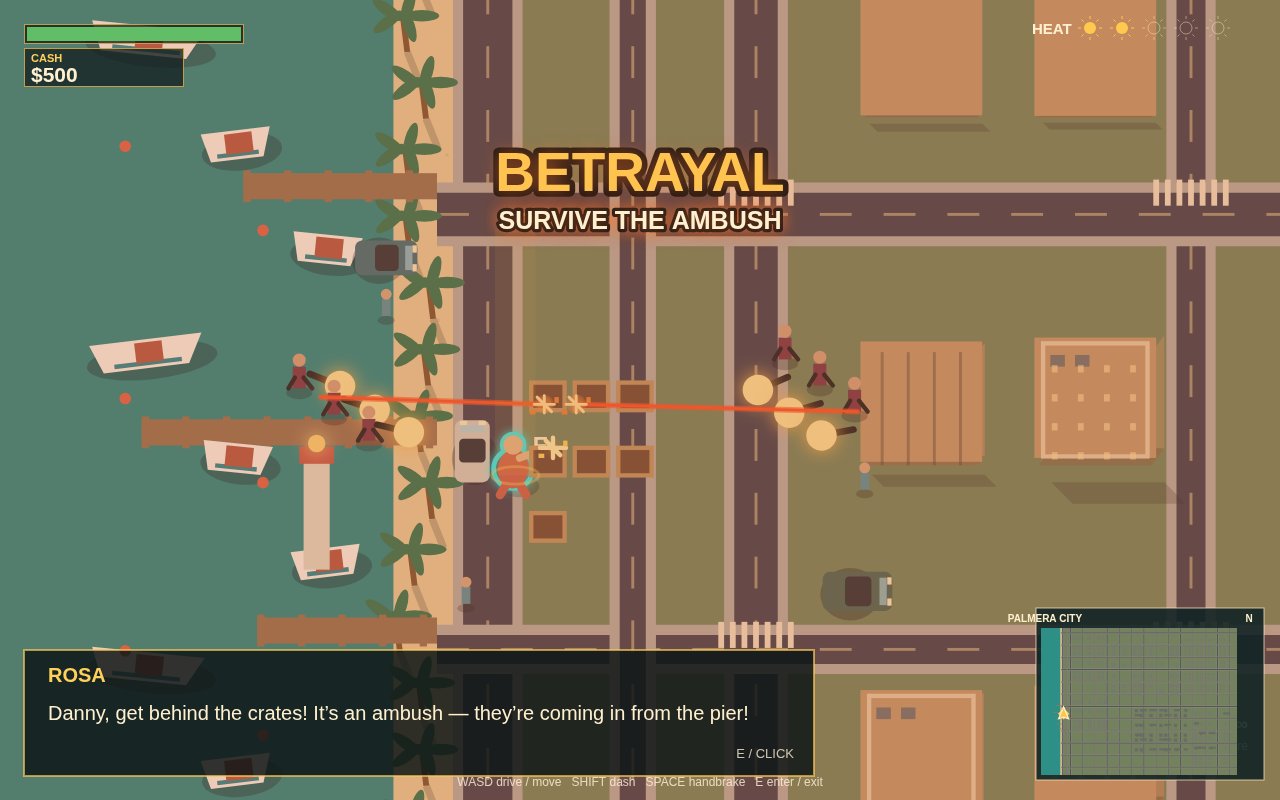 CASH
$500
HEAT
BETRAYAL
SURVIVE THE AMBUSH
PALMERA CITY
N
ROSA
Danny, get behind the crates! It’s an ambush — they’re coming in from the pier!
E / CLICK
WASD drive / move SHIFT dash SPACE handbrake E enter / exit